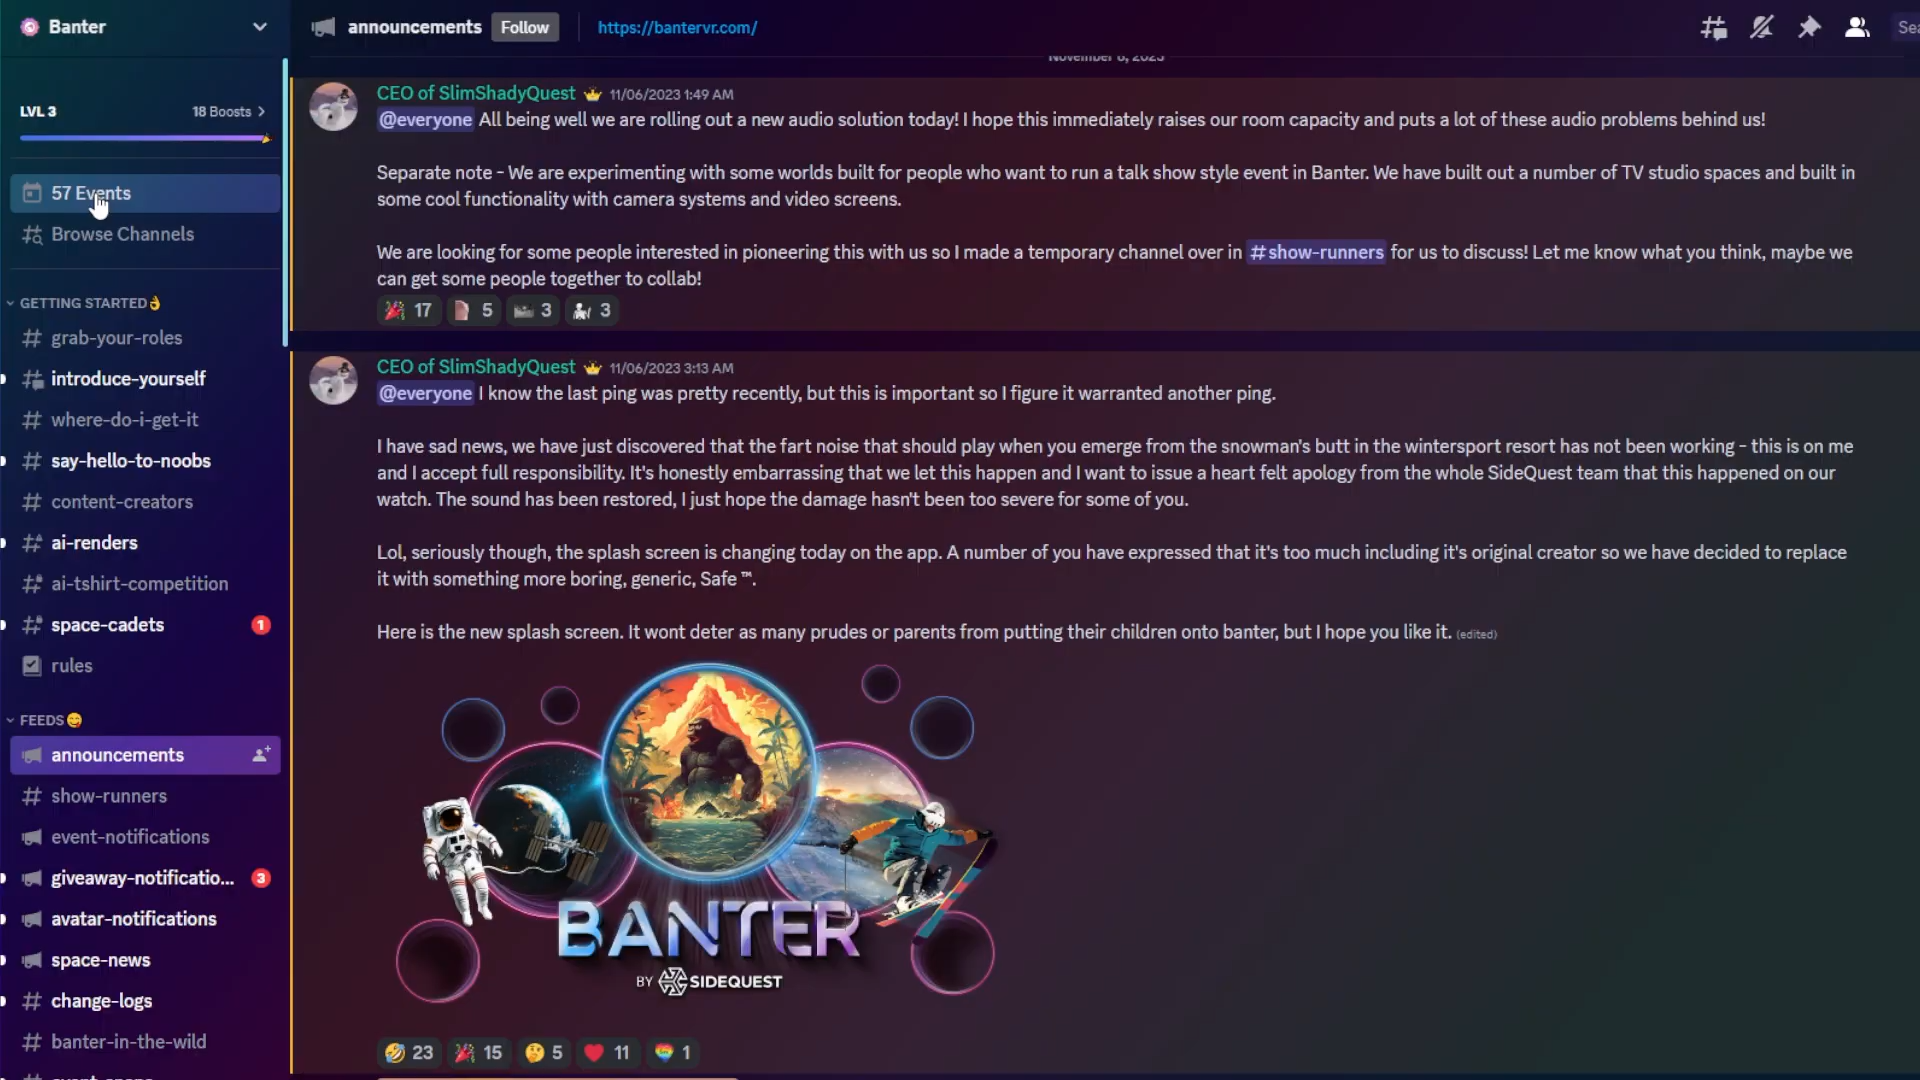 Banter
announcements
Follow
https://bantervr.com/
Sea
November 6, 2023
LVL 3
18 Boosts
57 Events
Browse Channels
GETTING STARTED👌
grab-your-roles
introduce-yourself
where-do-i-get-it
say-hello-to-noobs
content-creators
ai-renders
ai-tshirt-competition
space-cadets
1
rules
FEEDS😋
announcements
show-runners
event-notifications
giveaway-notificatio...
3
avatar-notifications
space-news
change-logs
banter-in-the-wild
CEO of SlimShadyQuest 11/06/2023 1:49 AM
@everyone All being well we are rolling out a new audio solution today! I hope this immediately raises our room capacity and puts a lot of these audio problems behind us!
Separate note - We are experimenting with some worlds built for people who want to run a talk show style event in Banter. We have built out a number of TV studio spaces and built in
some cool functionality with camera systems and video screens.
We are looking for some people interested in pioneering this with us so I made a temporary channel over in #show-runners for us to discuss! Let me know what you think, maybe we
can get some people together to collab!
17 5 3 3
CEO of SlimShadyQuest 11/06/2023 3:13 AM
@everyone I know the last ping was pretty recently, but this is important so I figure it warranted another ping.
I have sad news, we have just discovered that the fart noise that should play when you emerge from the snowman's butt in the wintersport resort has not been working - this is on me
and I accept full responsibility. It's honestly embarrassing that we let this happen and I want to issue a heart felt apology from the whole SideQuest team that this happened on our
watch. The sound has been restored, I just hope the damage hasn't been too severe for some of you.
Lol, seriously though, the splash screen is changing today on the app. A number of you have expressed that it's too much including it's original creator so we have decided to replace
it with something more boring, generic, Safe ™.
Here is the new splash screen. It wont deter as many prudes or parents from putting their children onto banter, but I hope you like it. (edited)
BANTER
BY SIDEQUEST
23 15 5 11 1